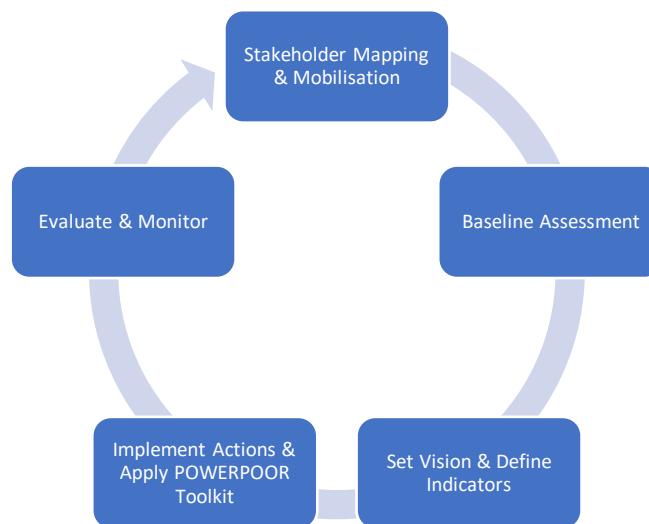 Stakeholder Mapping
& Mobilisation
Baseline Assessment
Set Vision & Define
Indicators
Implement Actions &
Apply POWERPOOR
Toolkit
Evaluate & Monitor